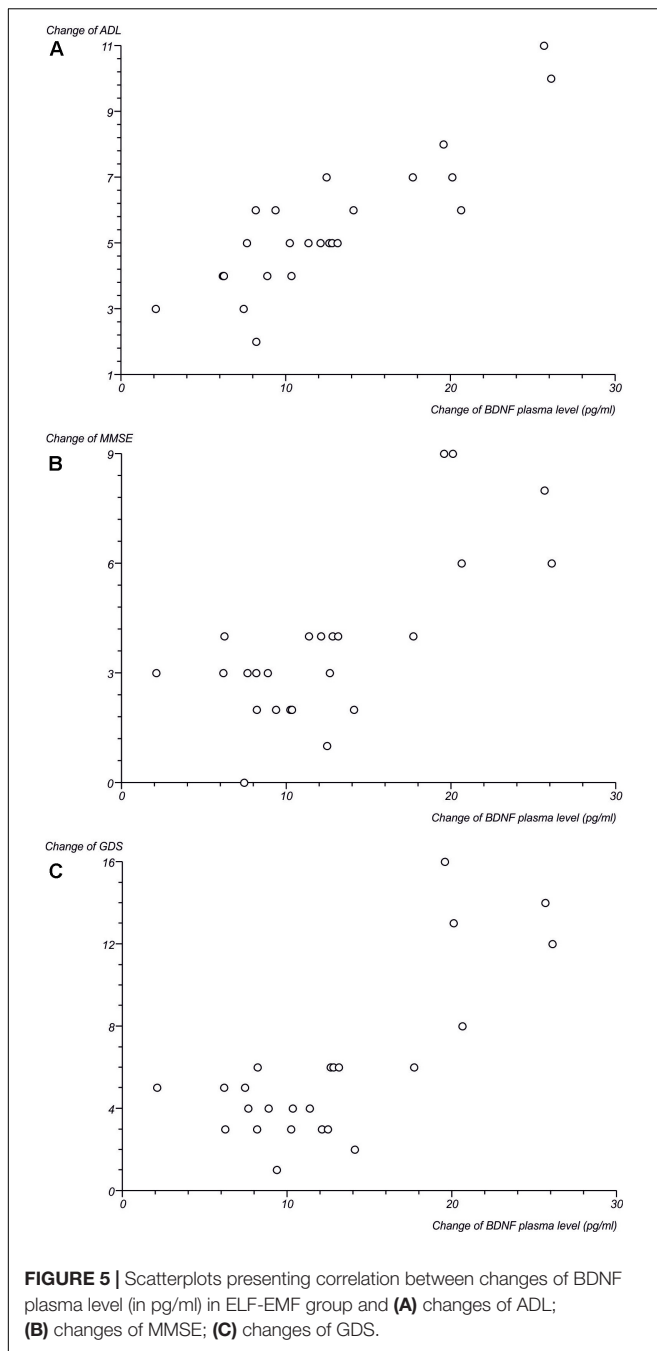 Change of ADL
A
11
9
7
5
3
1
0 10 20 30
Change of BDNF plasma level (pg/ml)
Change of MMSE
B
9
6
3
0
0 10 20 30
Change of BDNF plasma level (pg/ml)
Change of GDS
C
16
12
8
4
0
0 10 20 30
Change of BDNF plasma level (pg/ml)
FIGURE 5 | Scatterplots presenting correlation between changes of BDNF
plasma level (in pg/ml) in ELF-EMF group and (A) changes of ADL;
(B) changes of MMSE; (C) changes of GDS.